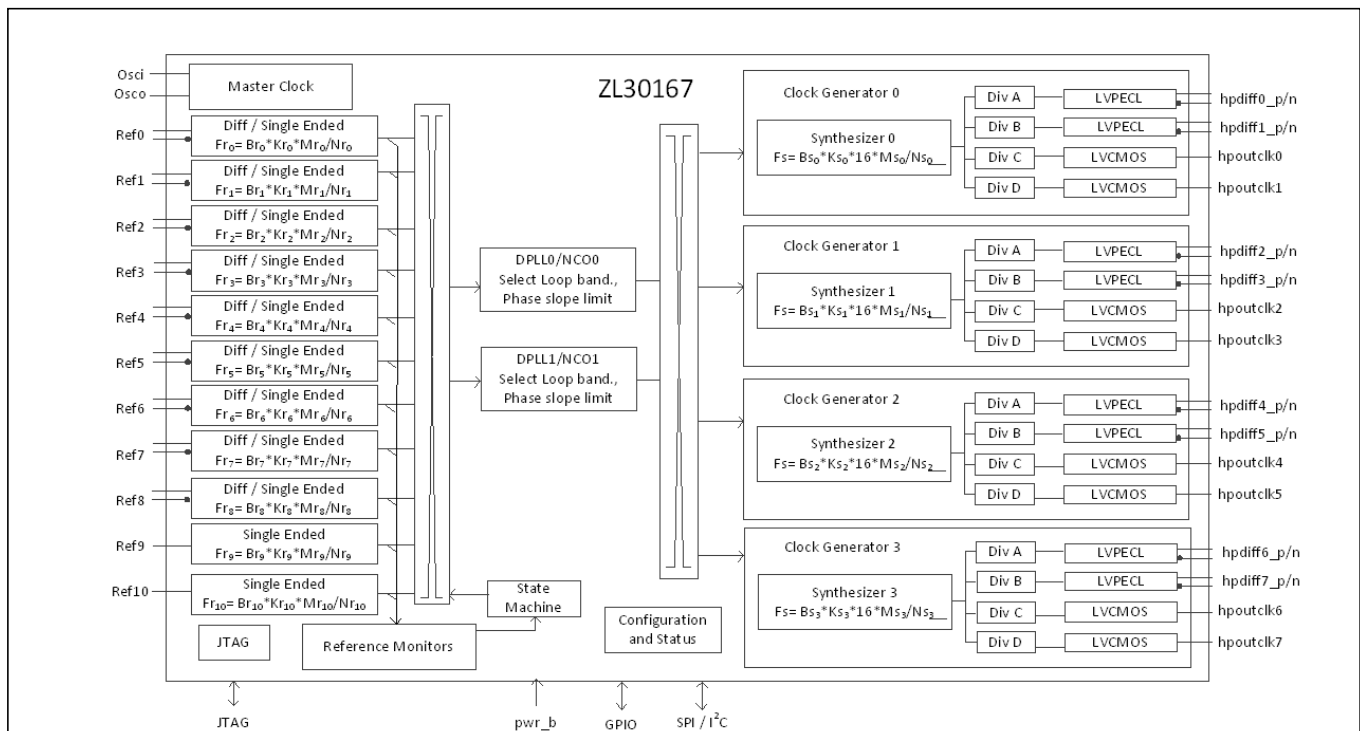 ZL30167
Osci
Osco
Master Clock
Ref0
Diff / Single Ended
Fr₀= Br₀*Kr₀*Mr₀/Nr₀
Ref1
Diff / Single Ended
Fr₁= Br₁*Kr₁*Mr₁/Nr₁
Ref2
Diff / Single Ended
Fr₂= Br₂*Kr₂*Mr₂/Nr₂
Ref3
Diff / Single Ended
Fr₃= Br₃*Kr₃*Mr₃/Nr₃
Ref4
Diff / Single Ended
Fr₄= Br₄*Kr₄*Mr₄/Nr₄
Ref5
Diff / Single Ended
Fr₅= Br₅*Kr₅*Mr₅/Nr₅
Ref6
Diff / Single Ended
Fr₆= Br₆*Kr₆*Mr₆/Nr₆
Ref7
Diff / Single Ended
Fr₇= Br₇*Kr₇*Mr₇/Nr₇
Ref8
Diff / Single Ended
Fr₈= Br₈*Kr₈*Mr₈/Nr₈
Ref9
Single Ended
Fr₉= Br₉*Kr₉*Mr₉/Nr₉
Ref10
Single Ended
Fr₁₀= Br₁₀*Kr₁₀*Mr₁₀/Nr₁₀
JTAG
Reference Monitors
State
Machine
DPLL0/NCO0
Select Loop band.,
Phase slope limit
DPLL1/NCO1
Select Loop band.,
Phase slope limit
Configuration
and Status
Clock Generator 0
Synthesizer 0
Fs= Bs₀*Ks₀*16*Ms₀/Ns₀
Div A
LVPECL
hpdiff0_p/n
Div B
LVPECL
hpdiff1_p/n
Div C
LVCMOS
hpoutclk0
Div D
LVCMOS
hpoutclk1
Clock Generator 1
Synthesizer 1
Fs= Bs₁*Ks₁*16*Ms₁/Ns₁
Div A
LVPECL
hpdiff2_p/n
Div B
LVPECL
hpdiff3_p/n
Div C
LVCMOS
hpoutclk2
Div D
LVCMOS
hpoutclk3
Clock Generator 2
Synthesizer 2
Fs= Bs₂*Ks₂*16*Ms₂/Ns₂
Div A
LVPECL
hpdiff4_p/n
Div B
LVPECL
hpdiff5_p/n
Div C
LVCMOS
hpoutclk4
Div D
LVCMOS
hpoutclk5
Clock Generator 3
Synthesizer 3
Fs= Bs₃*Ks₃*16*Ms₃/Ns₃
Div A
LVPECL
hpdiff6_p/n
Div B
LVPECL
hpdiff7_p/n
Div C
LVCMOS
hpoutclk6
Div D
LVCMOS
hpoutclk7
JTAG
pwr_b
GPIO
SPI / I²C